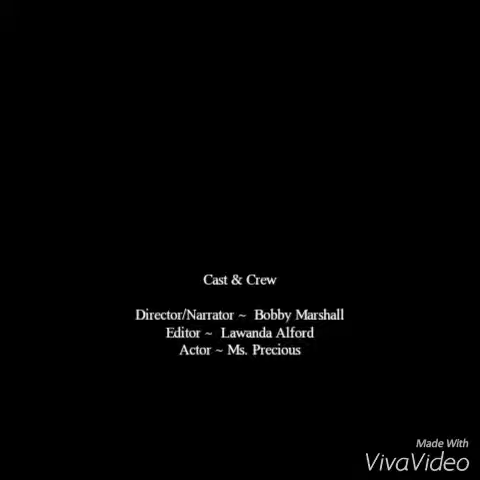 Cast & Crew
Director/Narrator ~ Bobby Marshall
Editor ~ Lawanda Alford
Actor ~ Ms. Precious
Made With
VivaVideo